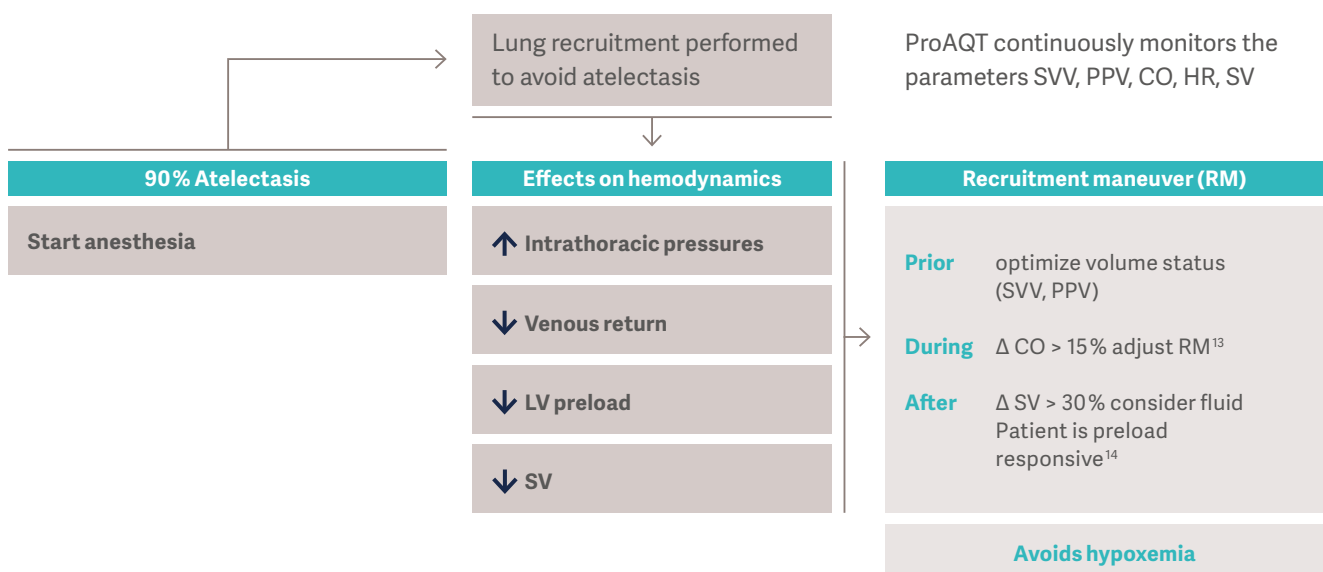 Lung recruitment performed
to avoid atelectasis
ProAQT continuously monitors the
parameters SVV, PPV, CO, HR, SV
90 % Atelectasis
Start anesthesia
Effects on hemodynamics
↑ Intrathoracic pressures
↓ Venous return
↓ LV preload
↓ SV
Recruitment maneuver (RM)
Prior optimize volume status
(SVV, PPV)
During Δ CO > 15 % adjust RM¹³
After Δ SV > 30 % consider fluid
Patient is preload
responsive¹⁴
Avoids hypoxemia